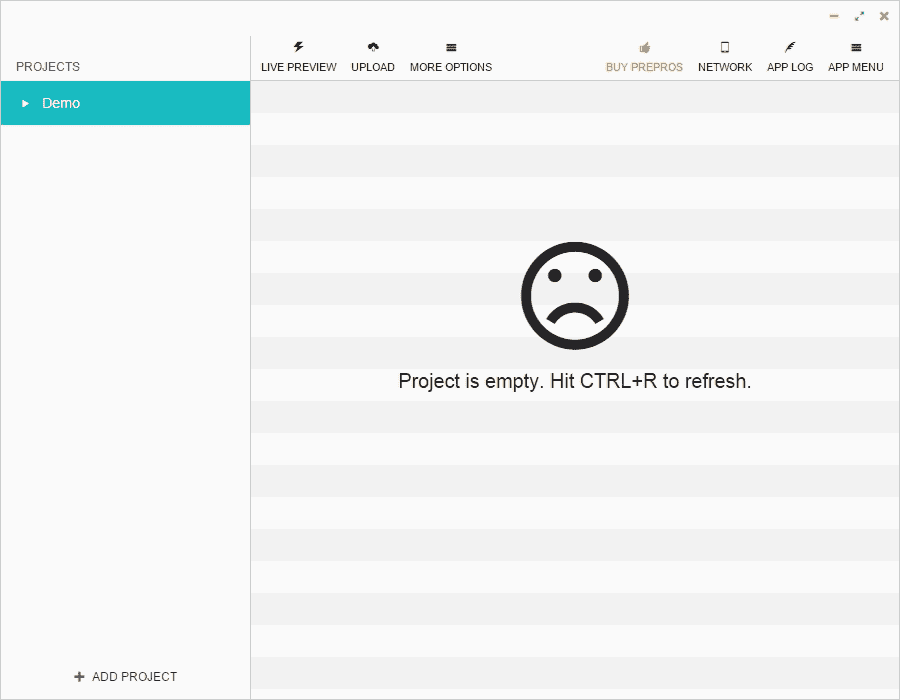 PROJECTS
LIVE PREVIEW UPLOAD MORE OPTIONS BUY PREPROS NETWORK APP LOG APP MENU
Demo
Project is empty. Hit CTRL+R to refresh.
ADD PROJECT